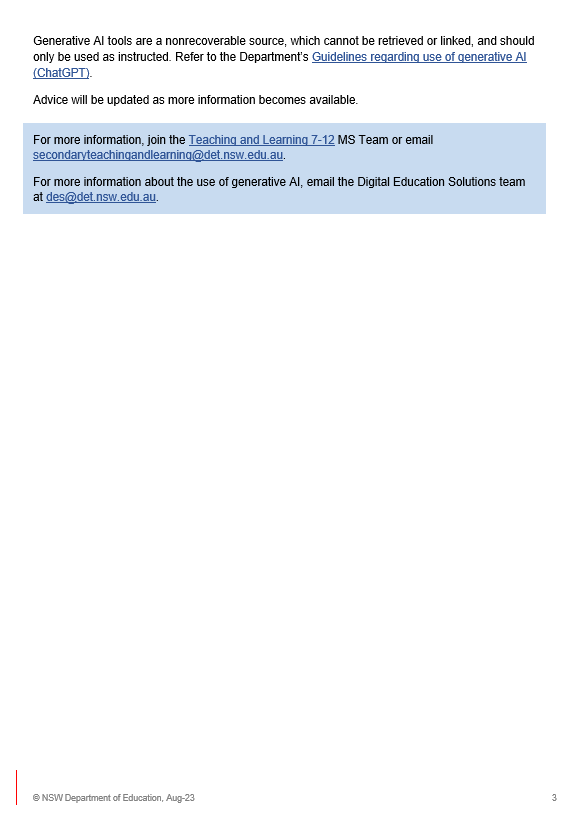 Generative AI tools are a nonrecoverable source, which cannot be retrieved or linked, and should
only be used as instructed. Refer to the Department's Guidelines regarding use of generative AI
(ChatGPT).
Advice will be updated as more information becomes available.
For more information, join the Teaching and Learning 7-12 MS Team or email
secondaryteachingandlearning@det.nsw.edu.au.
For more information about the use of generative AI, email the Digital Education Solutions team
at des@det.nsw.edu.au.
© NSW Department of Education, Aug-23
3